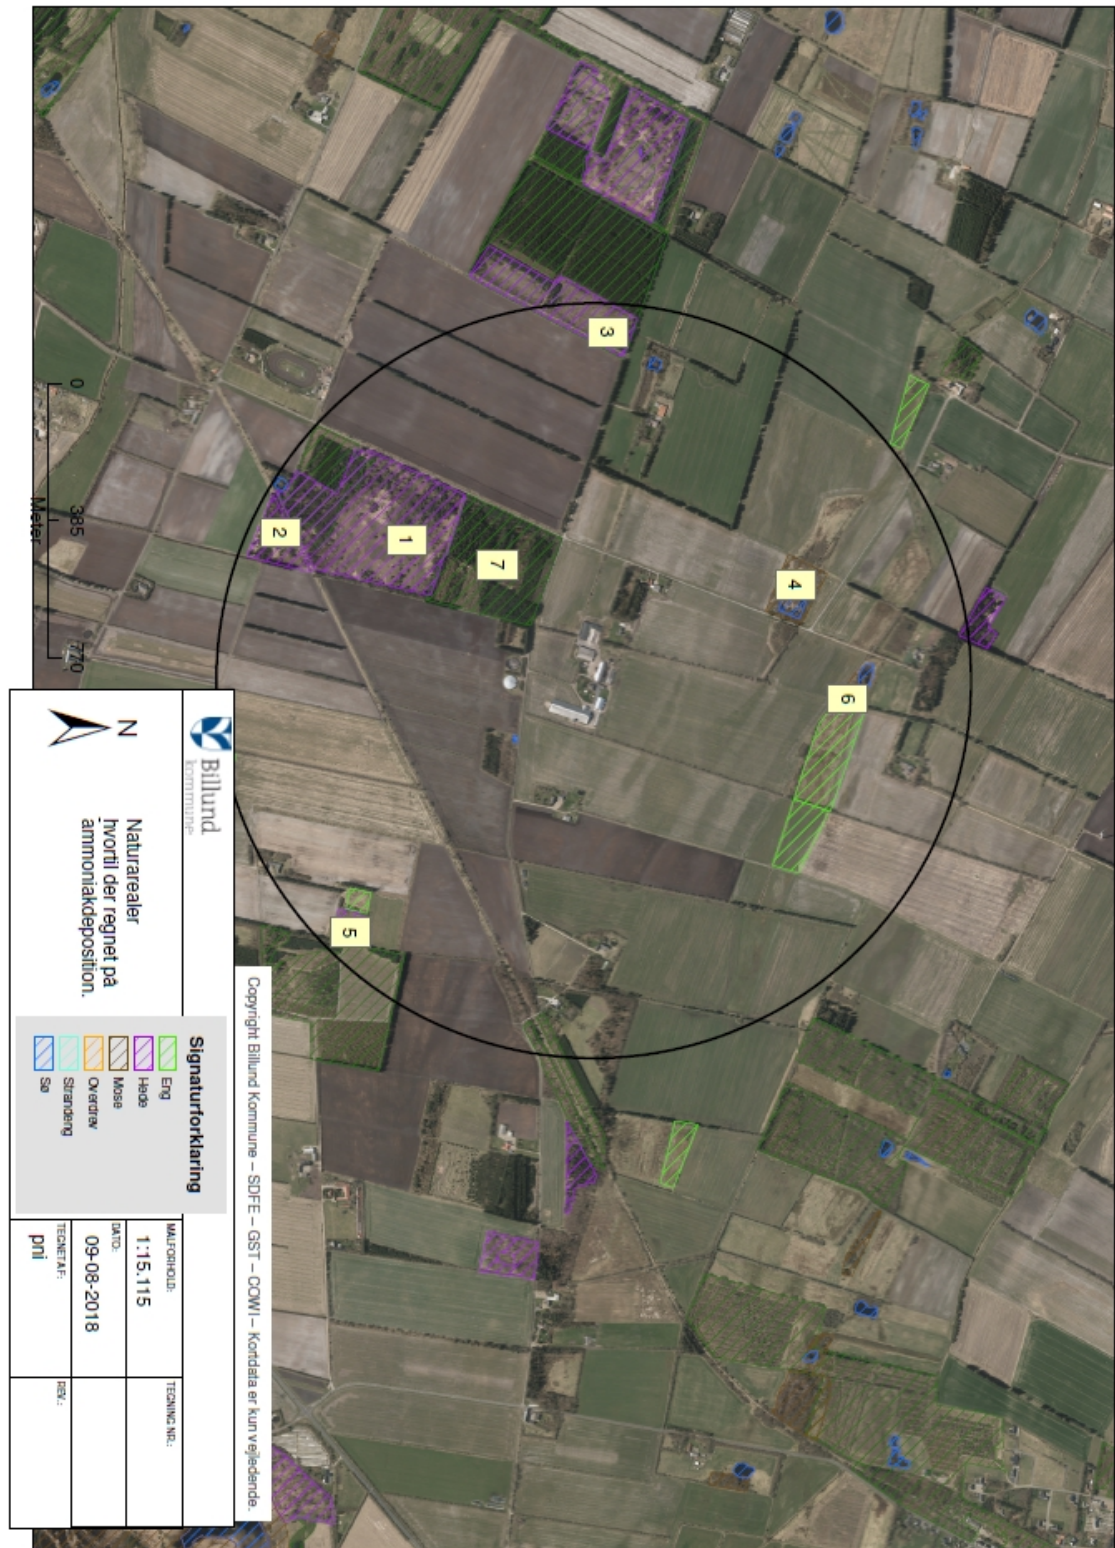 3
1
2
7
4
6
5
0
385
770
Meter
N
Billund
kommune
Naturarealer
hvortil der regnet på
ammoniakdeposition.
Copyright Billund Kommune – SDFE – GST – COWI – Kortdata er kun vejledende.
Signaturforklaring
Eng
Hede
Mose
Overdrev
Strandeng
Sø
MÅLFORHOLD:
1:15.115
DATO:
09-08-2018
TEGNET AF:
pni
TEGNING NR.:
REV.: